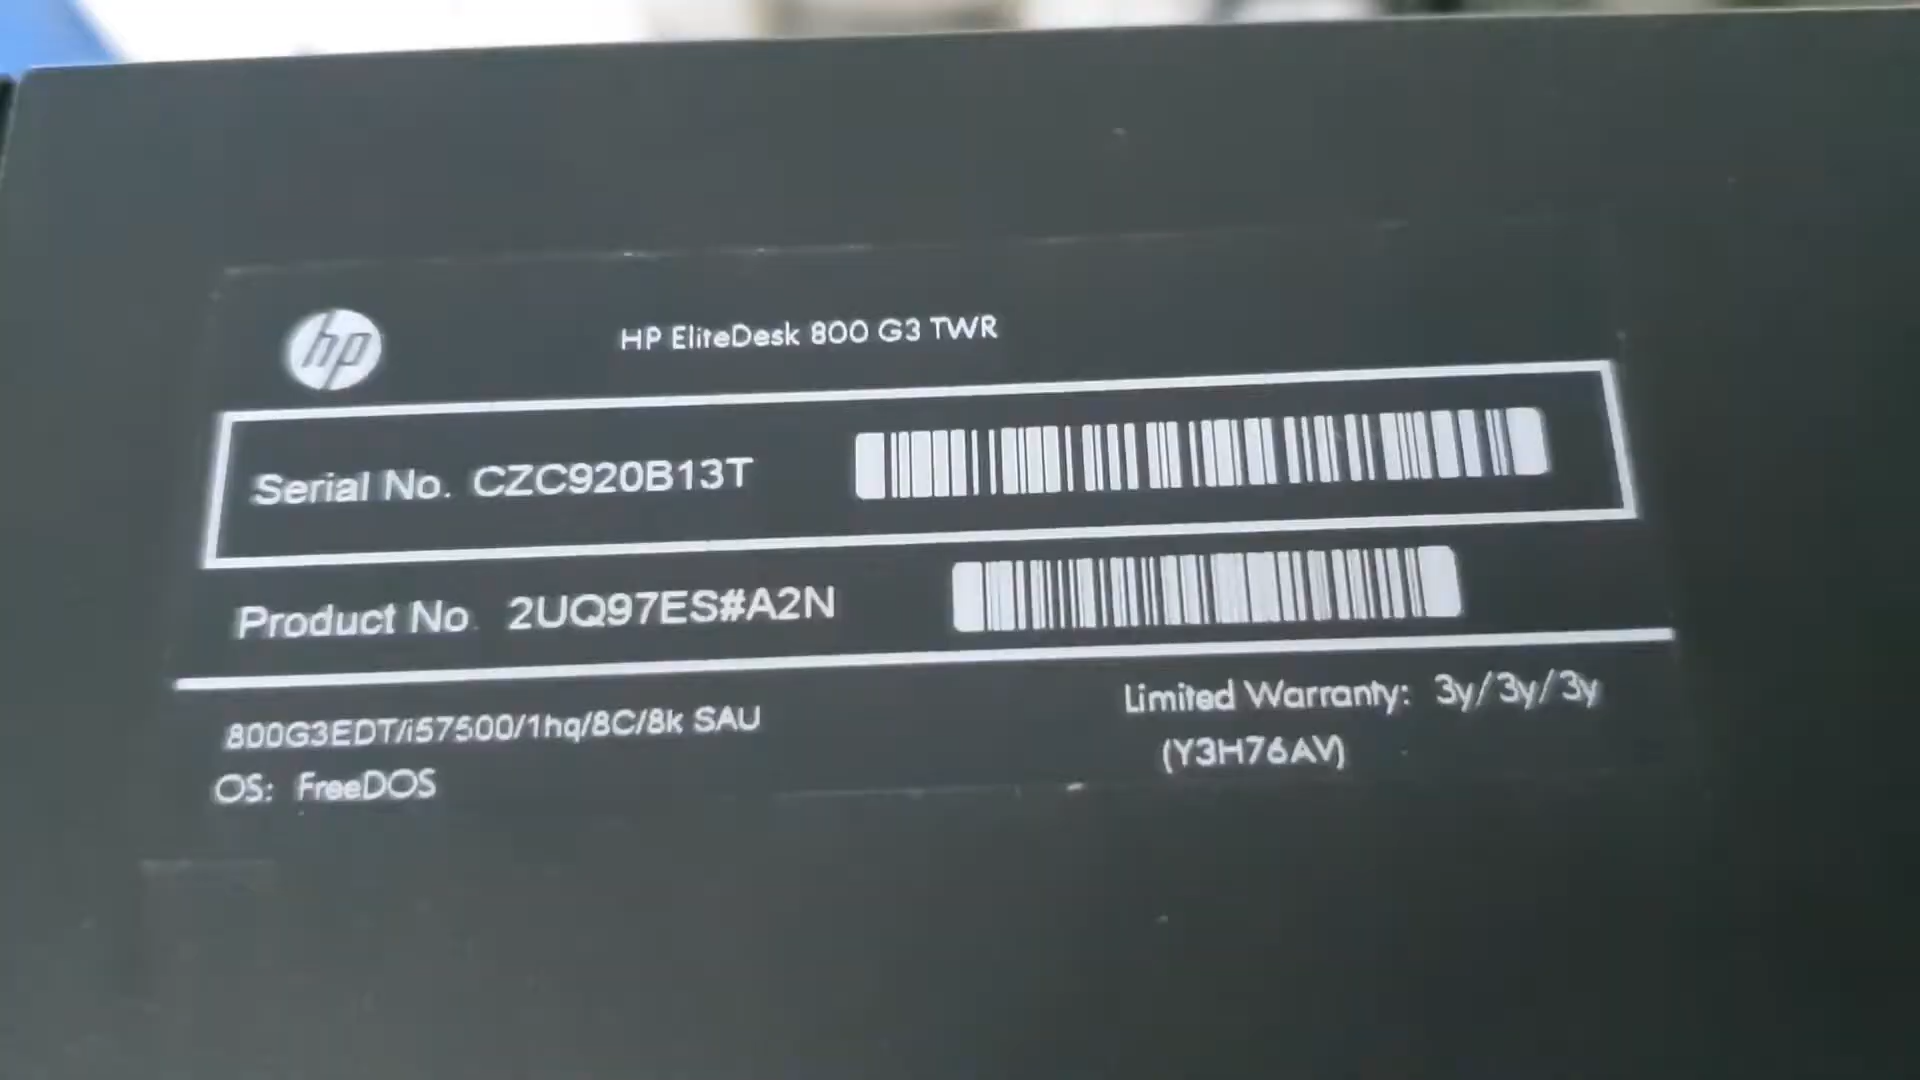 hp
HP EliteDesk 800 G3 TWR
Serial No. CZC920B13T
Product No. 2UQ97ES#A2N
800G3EDT/i57500/1hq/8C/8k SAU
Limited Warranty: 3y/3y/3y
(Y3H76AV)
OS: FreeDOS